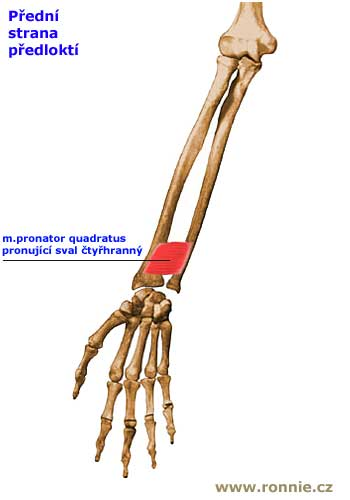 Přední
strana
předloktí
m.pronator quadratus
pronující sval čtyřhranný
www.ronnie.cz